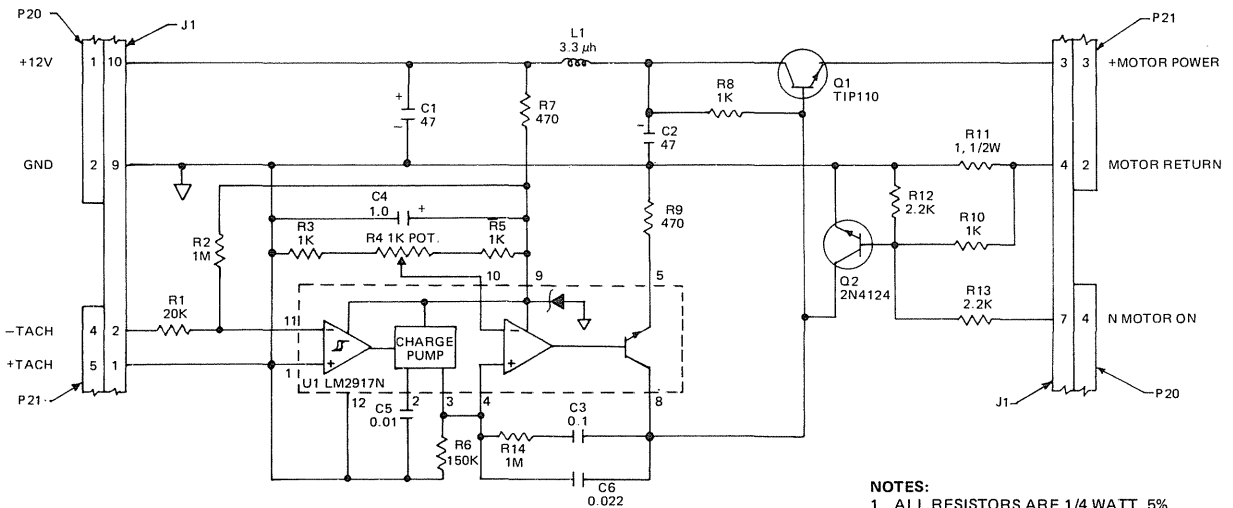 P20
J1
+12V
1
10
GND
2
9
L1
3.3 μh
+
C1
47
−
R7
470
−
C2
47
R8
1K
Q1
TIP110
P21
3
3
+MOTOR POWER
4
2
MOTOR RETURN
R11
1, 1/2W
R12
2.2K
R10
1K
Q2
2N4124
R13
2.2K
7
4
N MOTOR ON
J1
P20
C4
1.0
+
R3
1K
R4 1K POT.
R5
1K
R2
1M
R9
470
R1
20K
−TACH
4
2
+TACH
5
1
P21
10
9
5
11
−
+
1
CHARGE
PUMP
−
+
U1 LM2917N
12
2
3
4
8
C5
0.01
R6
150K
R14
1M
C3
0.1
C6
0.022
NOTES:
1. ALL RESISTORS ARE 1/4 WATT, 5%